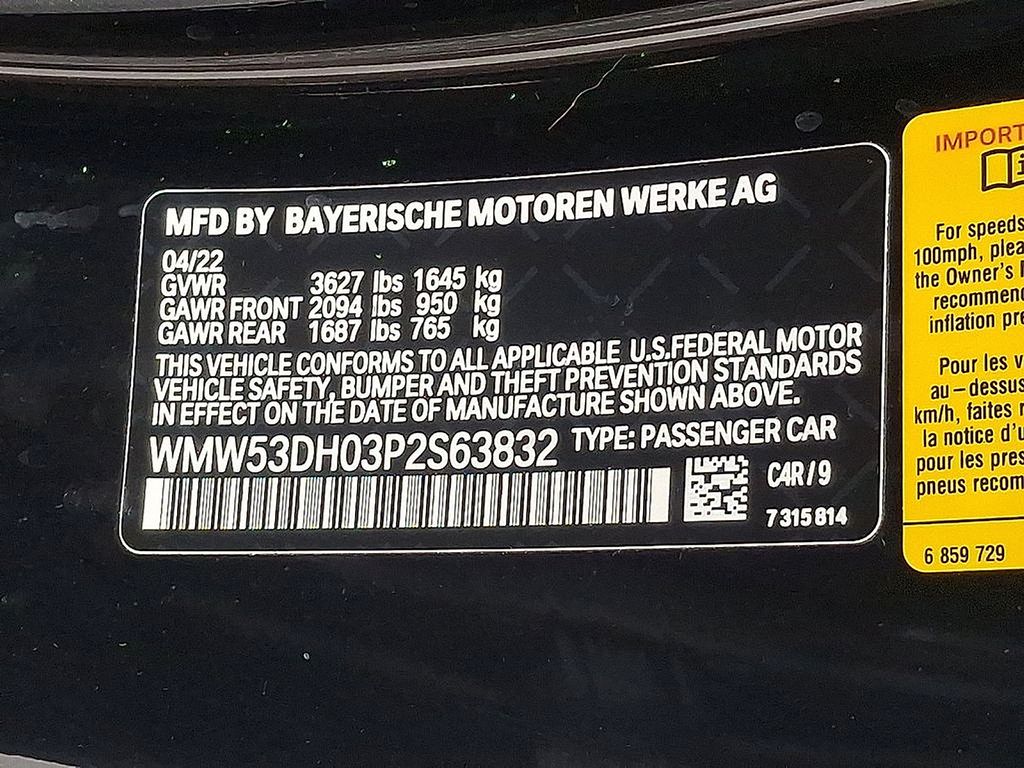 MFD BY BAYERISCHE MOTOREN WERKE AG
04/22
GVWR 3627 lbs 1645 kg
GAWR FRONT 2094 lbs 950 kg
GAWR REAR 1687 lbs 765 kg
THIS VEHICLE CONFORMS TO ALL APPLICABLE U.S.FEDERAL MOTOR
VEHICLE SAFETY, BUMPER AND THEFT PREVENTION STANDARDS
IN EFFECT ON THE DATE OF MANUFACTURE SHOWN ABOVE.
WMW53DH03P2S63832 TYPE: PASSENGER CAR
C4R/9
7 315 814
IMPORT
For speeds
100mph, plea
the Owner's
recommen
inflation pre
Pour les v
au-dessus
km/h, faites
la notice d'u
pour les pres
pneus recom
6 859 729